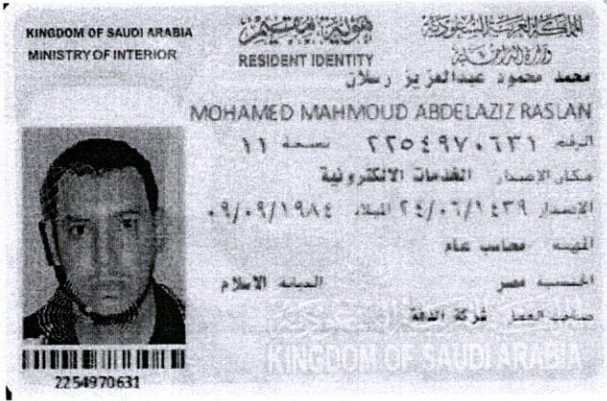 KINGDOM OF SAUDI ARABIA
MINISTRY OF INTERIOR
هوية مقيم
RESIDENT IDENTITY
المملكة العربية السعودية
وزارة الداخلية
محمد محمود عبدالعزيز رسلان
MOHAMED MAHMOUD ABDELAZIZ RASLAN
الرقم ٢٢٥٤٩٧٠٦٣١ نسخة ١١
مكان الاصدار الخدمات الالكترونية
الاصدار ٢٤/٠٦/١٤٣٩ الميلاد ٠٩/٠٩/١٩٨٤
المهنة محاسب عام
الجنسية مصر الديانة الاسلام
صاحب العمل شركة الدقة
KINGDOM OF SAUDI ARABIA
2254970631